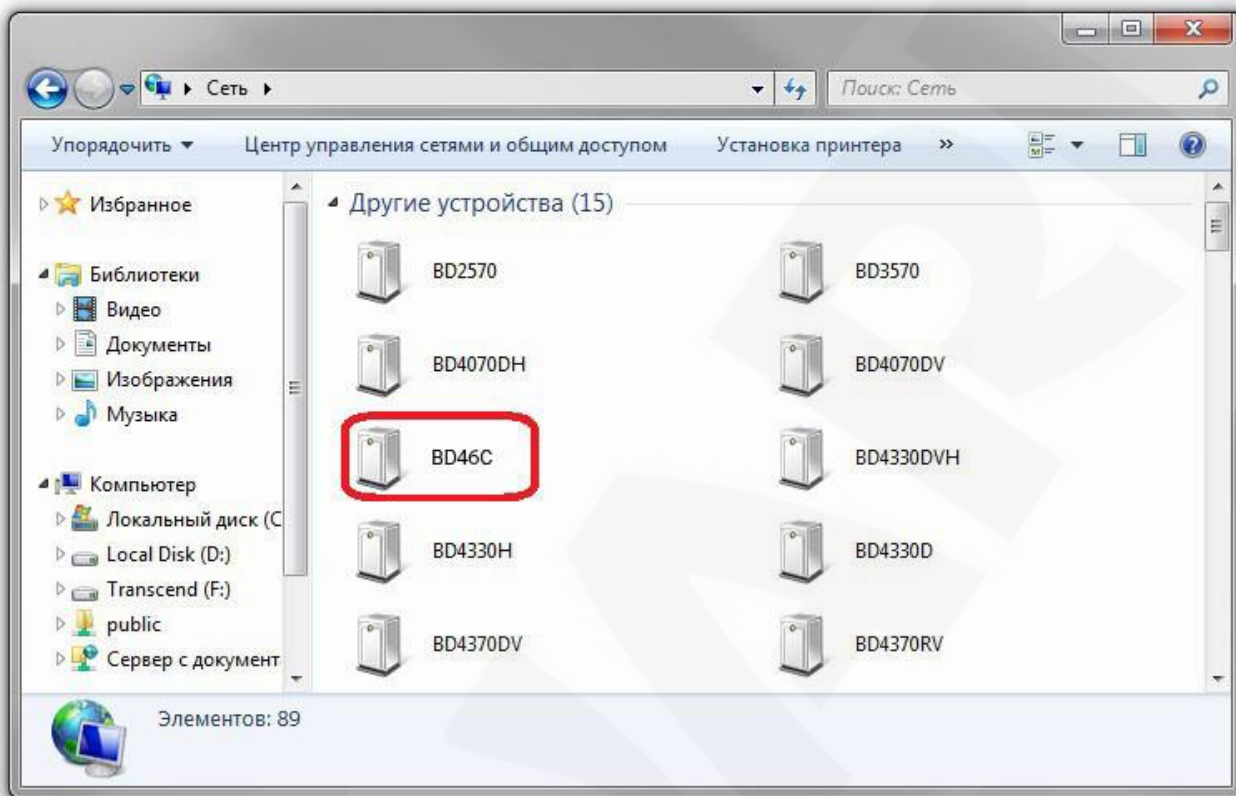 Сеть
Поиск: Сеть
Упорядочить Центр управления сетями и общим доступом Установка принтера »
Избранное
Библиотеки
Видео
Документы
Изображения
Музыка
Компьютер
Локальный диск (C
Local Disk (D:)
Transcend (F:)
public
Сервер с документ
Другие устройства (15)
BD2570 BD3570
BD4070DH BD4070DV
BD46C BD4330DVH
BD4330H BD4330D
BD4370DV BD4370RV
Элементов: 89